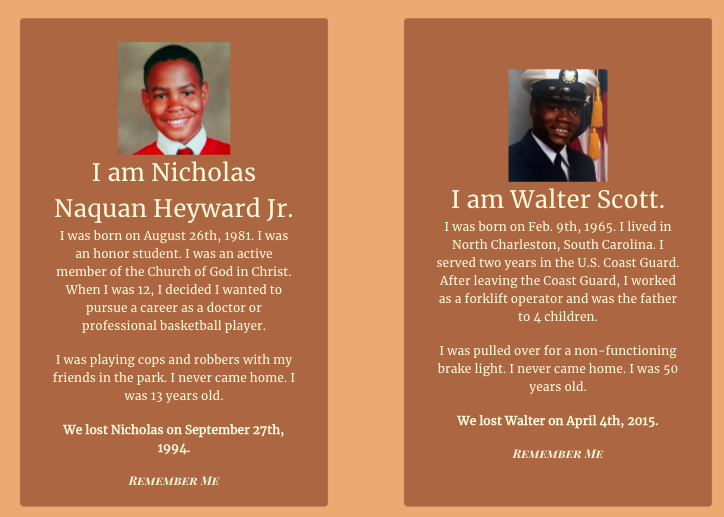 I am Nicholas
Naquan Heyward Jr.
I was born on August 26th, 1981. I was
an honor student. I was an active
member of the Church of God in Christ.
When I was 12, I decided I wanted to
pursue a career as a doctor or
professional basketball player.
I was playing cops and robbers with my
friends in the park. I never came home. I
was 13 years old.
We lost Nicholas on September 27th,
1994.
Remember Me
I am Walter Scott.
I was born on Feb. 9th, 1965. I lived in
North Charleston, South Carolina. I
served two years in the U.S. Coast Guard.
After leaving the Coast Guard, I worked
as a forklift operator and was the father
to 4 children.
I was pulled over for a non-functioning
brake light. I never came home. I was 50
years old.
We lost Walter on April 4th, 2015.
Remember Me